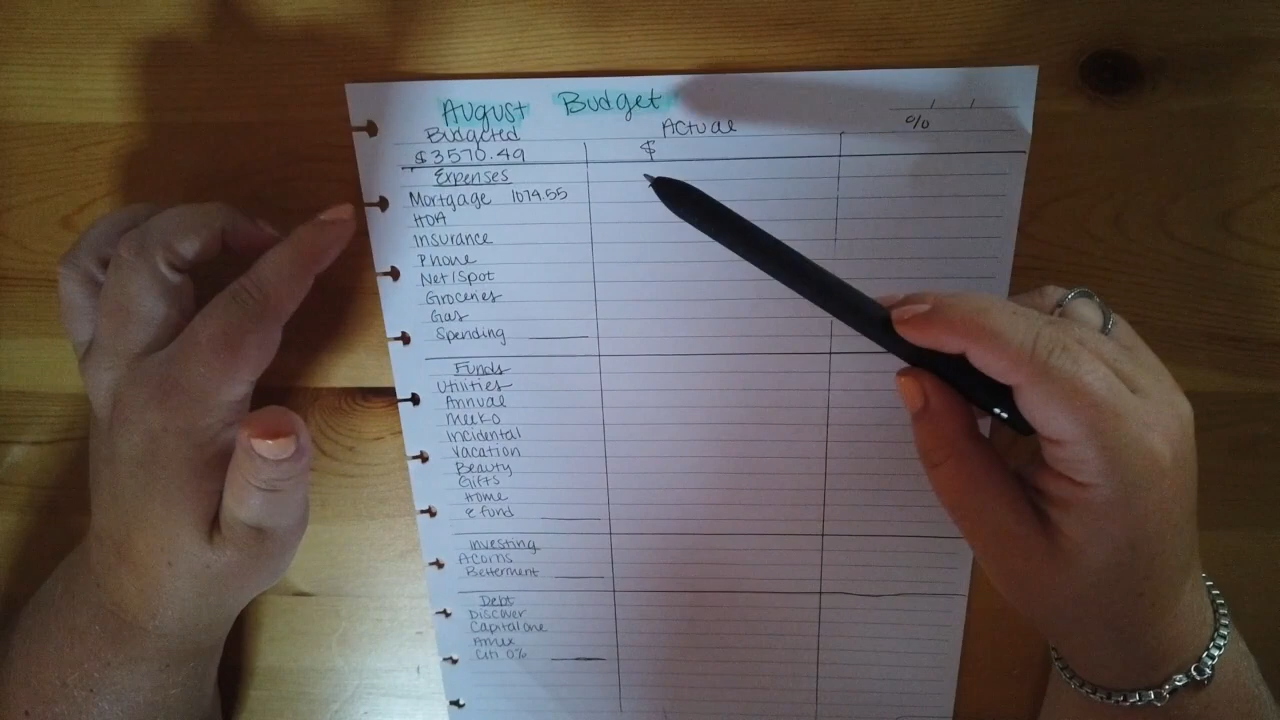 August Budget
Budgeted Actual %
$3570.49 $
Expenses
Mortgage 1074.55
HOA
Insurance
Phone
Net/Spot
Groceries
Gas
Spending
Funds
Utilities
Annual
Meeko
Incidental
Vacation
Beauty
Gifts
Home
e fund
Investing
Acorns
Betterment
Debt
Discover
Capital One
Amex
Citi 0%